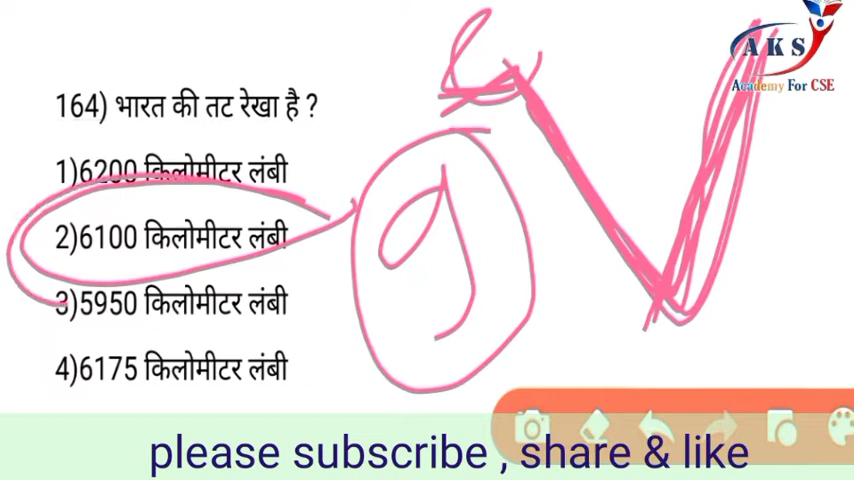 AKS
Academy For CSE
164) भारत की तट रेखा है ?
1)6200 किलोमीटर लंबी
2)6100 किलोमीटर लंबी
3)5950 किलोमीटर लंबी
4)6175 किलोमीटर लंबी
please subscribe , share & like